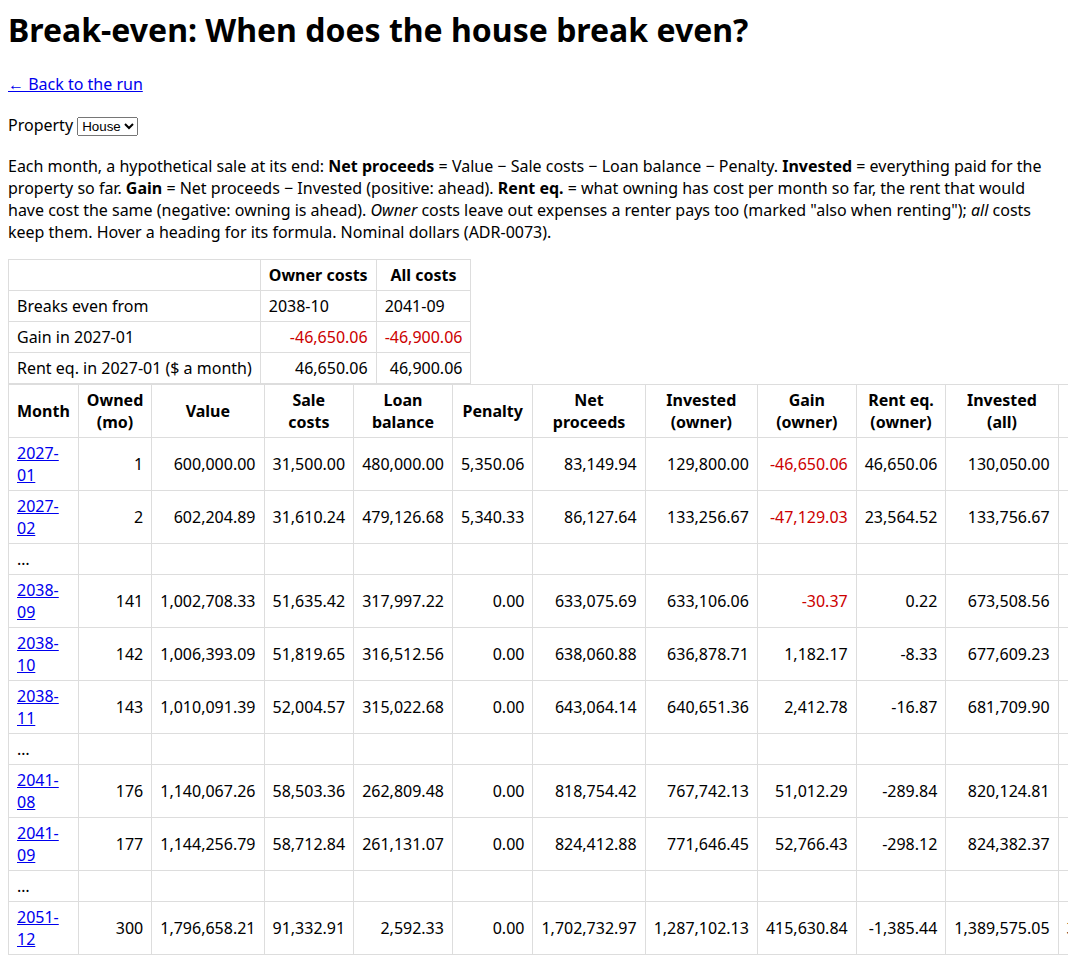 Break-even: When does the house break even?
← Back to the run
Property House
Each month, a hypothetical sale at its end: Net proceeds = Value − Sale costs − Loan balance − Penalty. Invested = everything paid for the
property so far. Gain = Net proceeds − Invested (positive: ahead). Rent eq. = what owning has cost per month so far, the rent that would
have cost the same (negative: owning is ahead). Owner costs leave out expenses a renter pays too (marked "also when renting"); all costs
keep them. Hover a heading for its formula. Nominal dollars (ADR-0073).
Owner costs All costs
Breaks even from 2038-10 2041-09
Gain in 2027-01 -46,650.06 -46,900.06
Rent eq. in 2027-01 ($ a month) 46,650.06 46,900.06
Month Owned (mo) Value Sale costs Loan balance Penalty Net proceeds Invested (owner) Gain (owner) Rent eq. (owner) Invested (all)
2027-01 1 600,000.00 31,500.00 480,000.00 5,350.06 83,149.94 129,800.00 -46,650.06 46,650.06 130,050.00
2027-02 2 602,204.89 31,610.24 479,126.68 5,340.33 86,127.64 133,256.67 -47,129.03 23,564.52 133,756.67
...
2038-09 141 1,002,708.33 51,635.42 317,997.22 0.00 633,075.69 633,106.06 -30.37 0.22 673,508.56
2038-10 142 1,006,393.09 51,819.65 316,512.56 0.00 638,060.88 636,878.71 1,182.17 -8.33 677,609.23
2038-11 143 1,010,091.39 52,004.57 315,022.68 0.00 643,064.14 640,651.36 2,412.78 -16.87 681,709.90
...
2041-08 176 1,140,067.26 58,503.36 262,809.48 0.00 818,754.42 767,742.13 51,012.29 -289.84 820,124.81
2041-09 177 1,144,256.79 58,712.84 261,131.07 0.00 824,412.88 771,646.45 52,766.43 -298.12 824,382.37
...
2051-12 300 1,796,658.21 91,332.91 2,592.33 0.00 1,702,732.97 1,287,102.13 415,630.84 -1,385.44 1,389,575.05